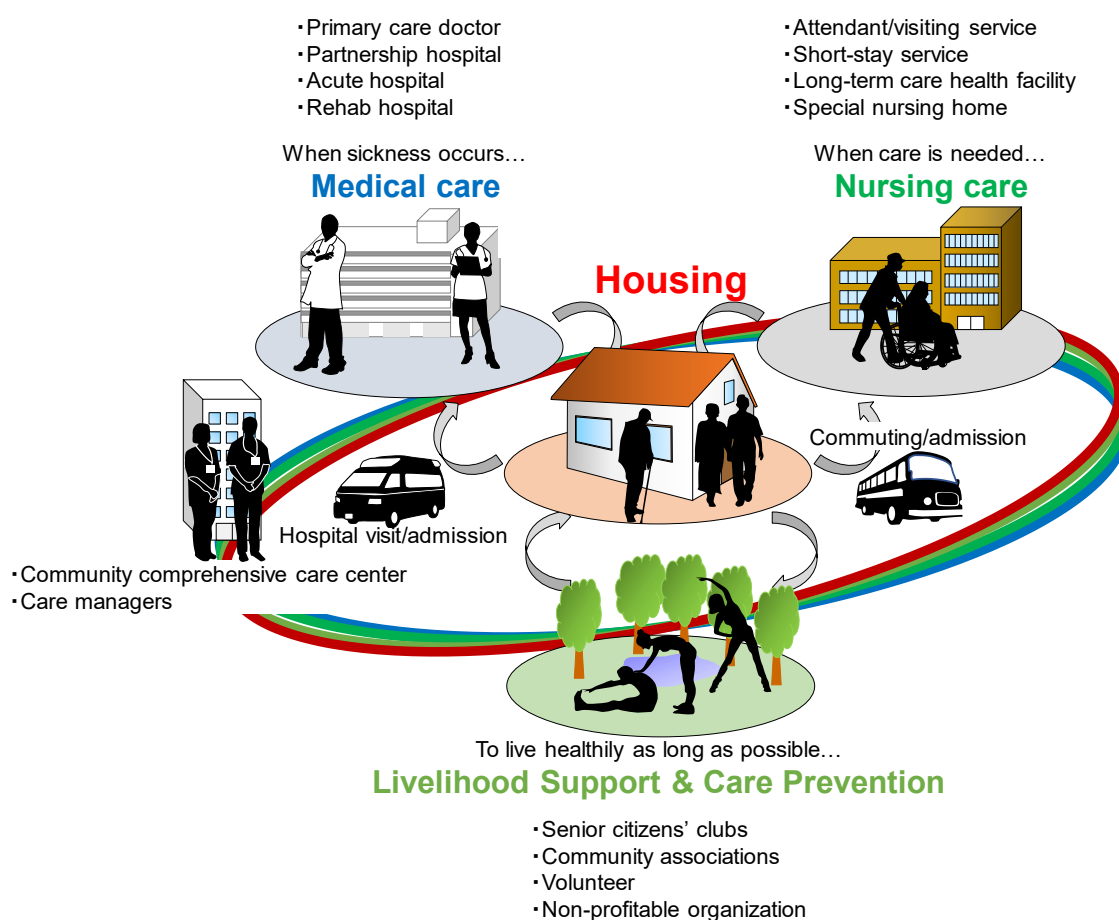 ・Primary care doctor
・Partnership hospital
・Acute hospital
・Rehab hospital
When sickness occurs…
Medical care
・Attendant/visiting service
・Short-stay service
・Long-term care health facility
・Special nursing home
When care is needed…
Nursing care
Housing
Commuting/admission
Hospital visit/admission
・Community comprehensive care center
・Care managers
To live healthily as long as possible…
Livelihood Support & Care Prevention
・Senior citizens’ clubs
・Community associations
・Volunteer
・Non-profitable organization